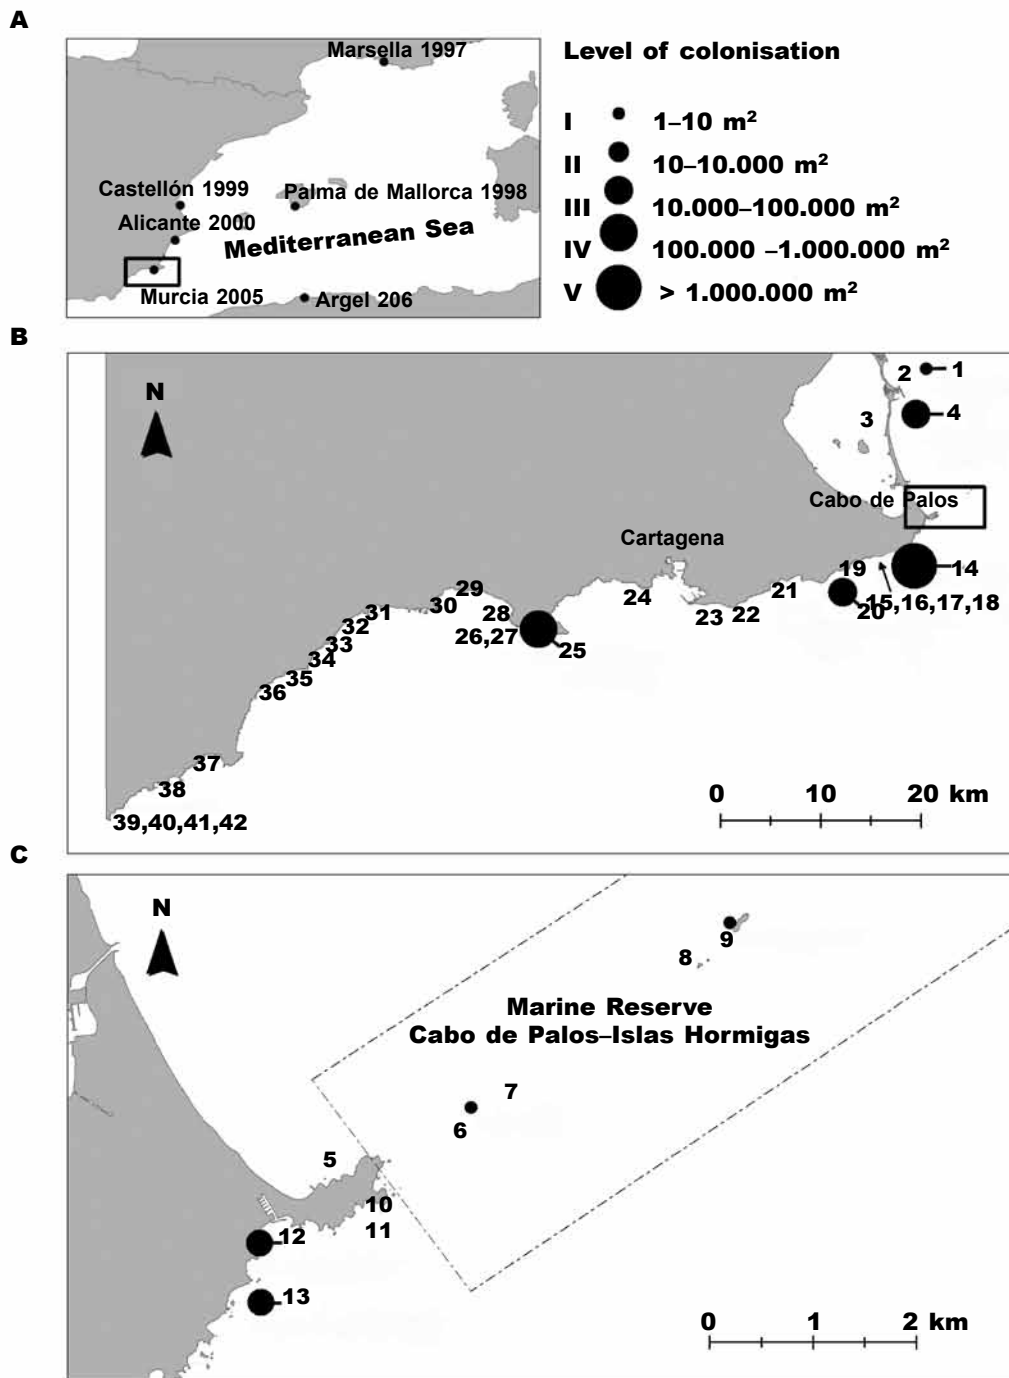 A
Marsella 1997
Castellón 1999
Palma de Mallorca 1998
Alicante 2000
Mediterranean Sea
Murcia 2005
Argel 206
Level of colonisation
I 1–10 m²
II 10–10.000 m²
III 10.000–100.000 m²
IV 100.000 –1.000.000 m²
V > 1.000.000 m²
B
N
2 1
3 4
Cabo de Palos
Cartagena
19 14
15,16,17,18
20
21
22
23
24
25
26,27
28
29
30
31
32
33
34
35
36
37
38
39,40,41,42
0 10 20 km
C
N
9
8
Marine Reserve
Cabo de Palos–Islas Hormigas
7
6
5
10
11
12
13
0 1 2 km